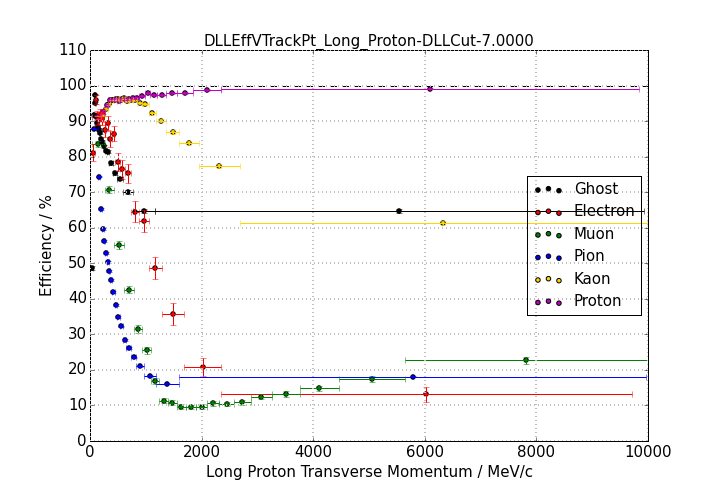 DLLEffVTrackPt_Long_Proton-DLLCut-7.0000
110
100
90
80
70
60
50
40
30
20
10
0
Efficiency / %
Ghost
Electron
Muon
Pion
Kaon
Proton
0 2000 4000 6000 8000 10000
Long Proton Transverse Momentum / MeV/c